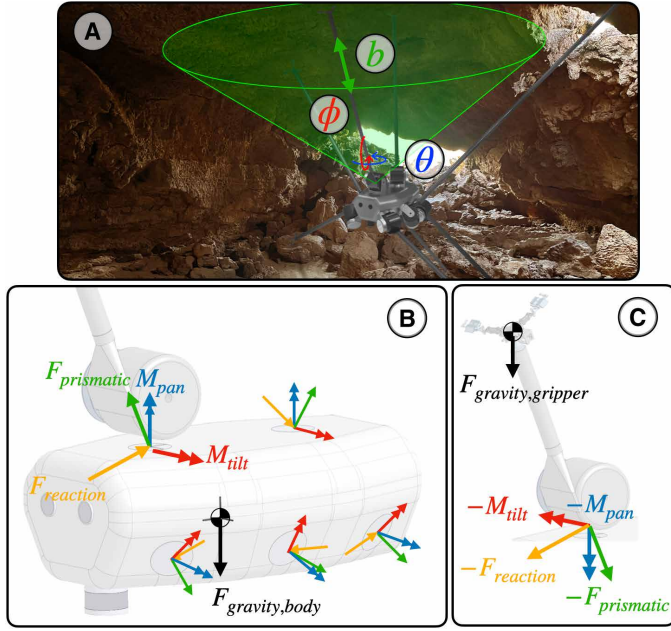 A
b
ϕ
θ
B
F_prismatic
M_pan
M_tilt
F_reaction
F_gravity,body
C
F_gravity,gripper
−M_tilt
−M_pan
−F_reaction
−F_prismatic